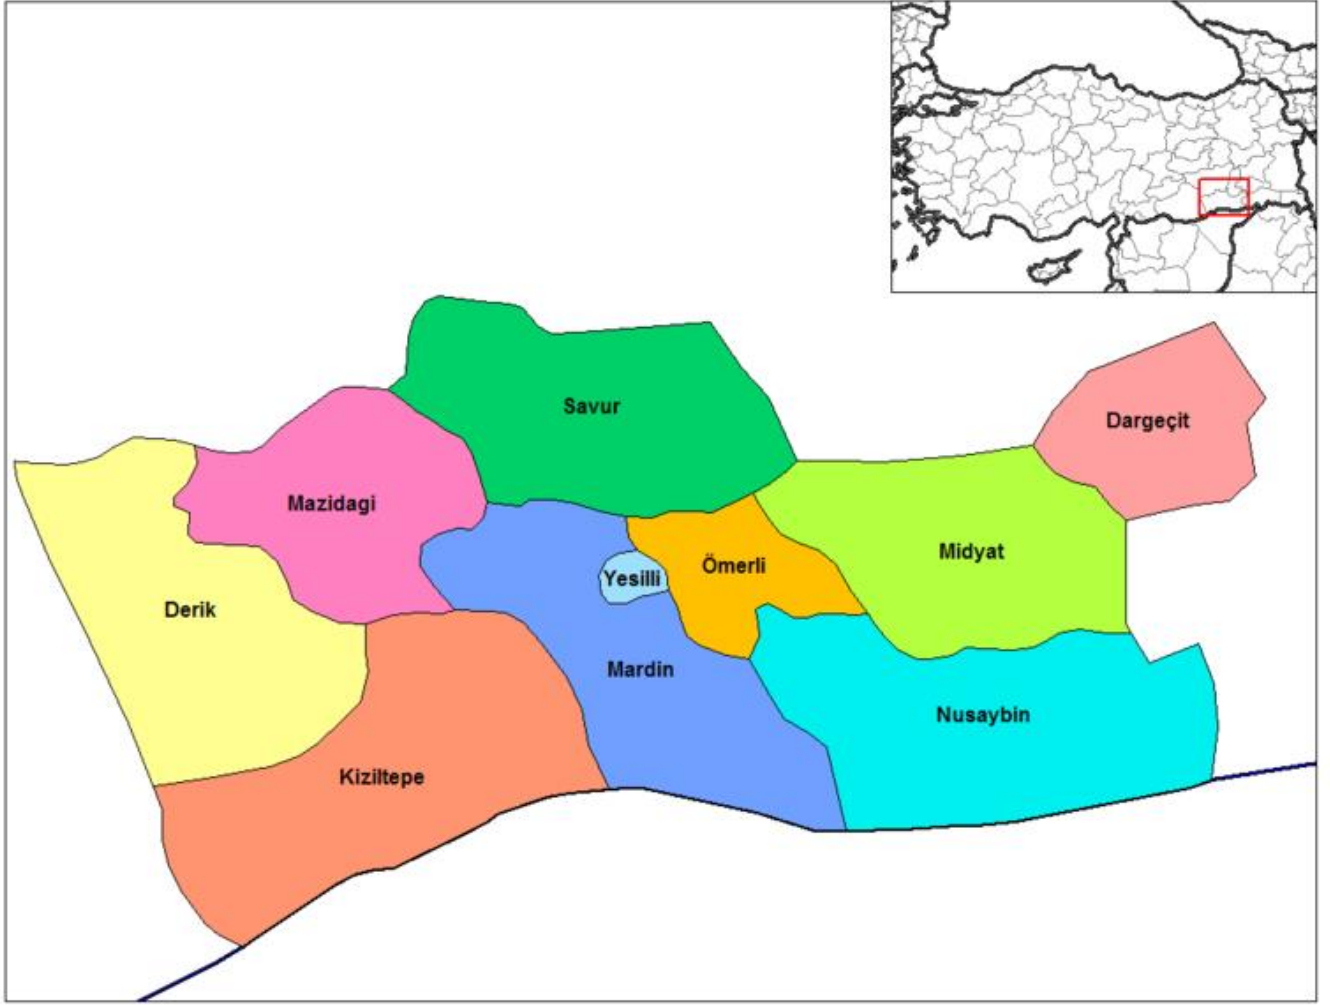 Savur
Dargeçit
Mazidagi
Midyat
Ömerli
Yesilli
Derik
Mardin
Nusaybin
Kiziltepe